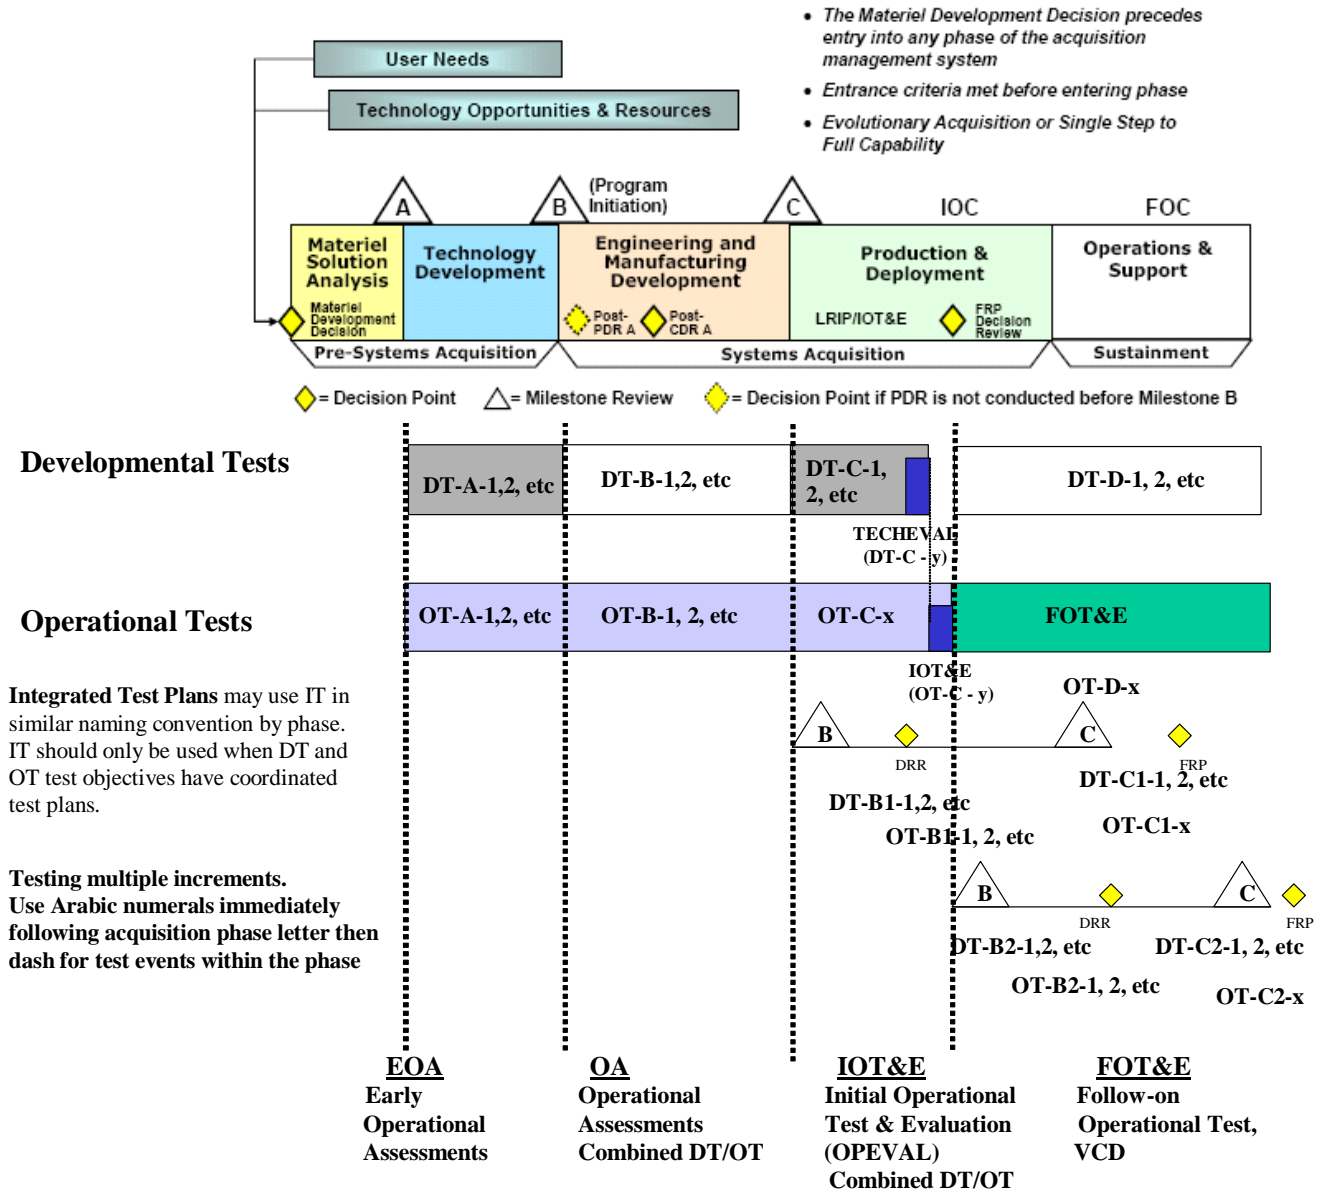 • The Materiel Development Decision precedes
entry into any phase of the acquisition
management system
• Entrance criteria met before entering phase
• Evolutionary Acquisition or Single Step to
Full Capability
User Needs
Technology Opportunities & Resources
A
B
(Program
Initiation)
C
IOC
FOC
Materiel
Solution
Analysis
Materiel
Development
Decision
Technology
Development
Engineering and
Manufacturing
Development
Post-
PDR A
Post-
CDR A
Production &
Deployment
LRIP/IOT&E
FRP
Decision
Review
Operations &
Support
Pre-Systems Acquisition
Systems Acquisition
Sustainment
= Decision Point
= Milestone Review
= Decision Point if PDR is not conducted before Milestone B
Developmental Tests
DT-A-1,2, etc
DT-B-1,2, etc
DT-C-1,
2, etc
DT-D-1, 2, etc
TECHEVAL
(DT-C - y)
Operational Tests
OT-A-1,2, etc
OT-B-1, 2, etc
OT-C-x
FOT&E
IOT&E
(OT-C - y)
OT-D-x
Integrated Test Plans may use IT in
similar naming convention by phase.
IT should only be used when DT and
OT test objectives have coordinated
test plans.
B
C
DRR
FRP
DT-B1-1,2, etc
DT-C1-1, 2, etc
OT-B1-1, 2, etc
OT-C1-x
Testing multiple increments.
Use Arabic numerals immediately
following acquisition phase letter then
dash for test events within the phase
B
C
DRR
FRP
DT-B2-1,2, etc
DT-C2-1, 2, etc
OT-B2-1, 2, etc
OT-C2-x
EOA
Early
Operational
Assessments
OA
Operational
Assessments
Combined DT/OT
IOT&E
Initial Operational
Test & Evaluation
(OPEVAL)
Combined DT/OT
FOT&E
Follow-on
Operational Test,
VCD